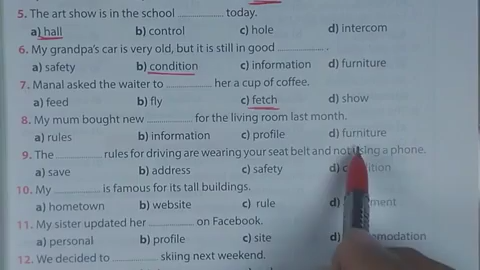 5. The art show is in the school ............... today.
a) hall b) control c) hole d) intercom
6. My grandpa's car is very old, but it is still in good ............... .
a) safety b) condition c) information d) furniture
7. Manal asked the waiter to ............... her a cup of coffee.
a) feed b) fly c) fetch d) show
8. My mum bought new ............... for the living room last month.
a) rules b) information c) profile d) furniture
9. The ............... rules for driving are wearing your seat belt and not using a phone.
a) save b) address c) safety d)
10. My ............... is famous for its tall buildings.
a) hometown b) website c) rule
11. My sister updated her ............... on Facebook.
a) personal b) profile c) site
12. We decided to ............... skiing next weekend.